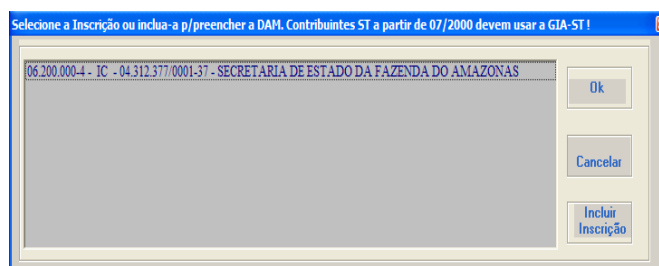 Selecione a Inscrição ou inclua-a p/preencher a DAM. Contribuintes ST a partir de 07/2000 devem usar a GIA-ST !
06.200.000-4 - IC - 04.312.377/0001-37 - SECRETARIA DE ESTADO DA FAZENDA DO AMAZONAS
Ok
Cancelar
Incluir
Inscrição